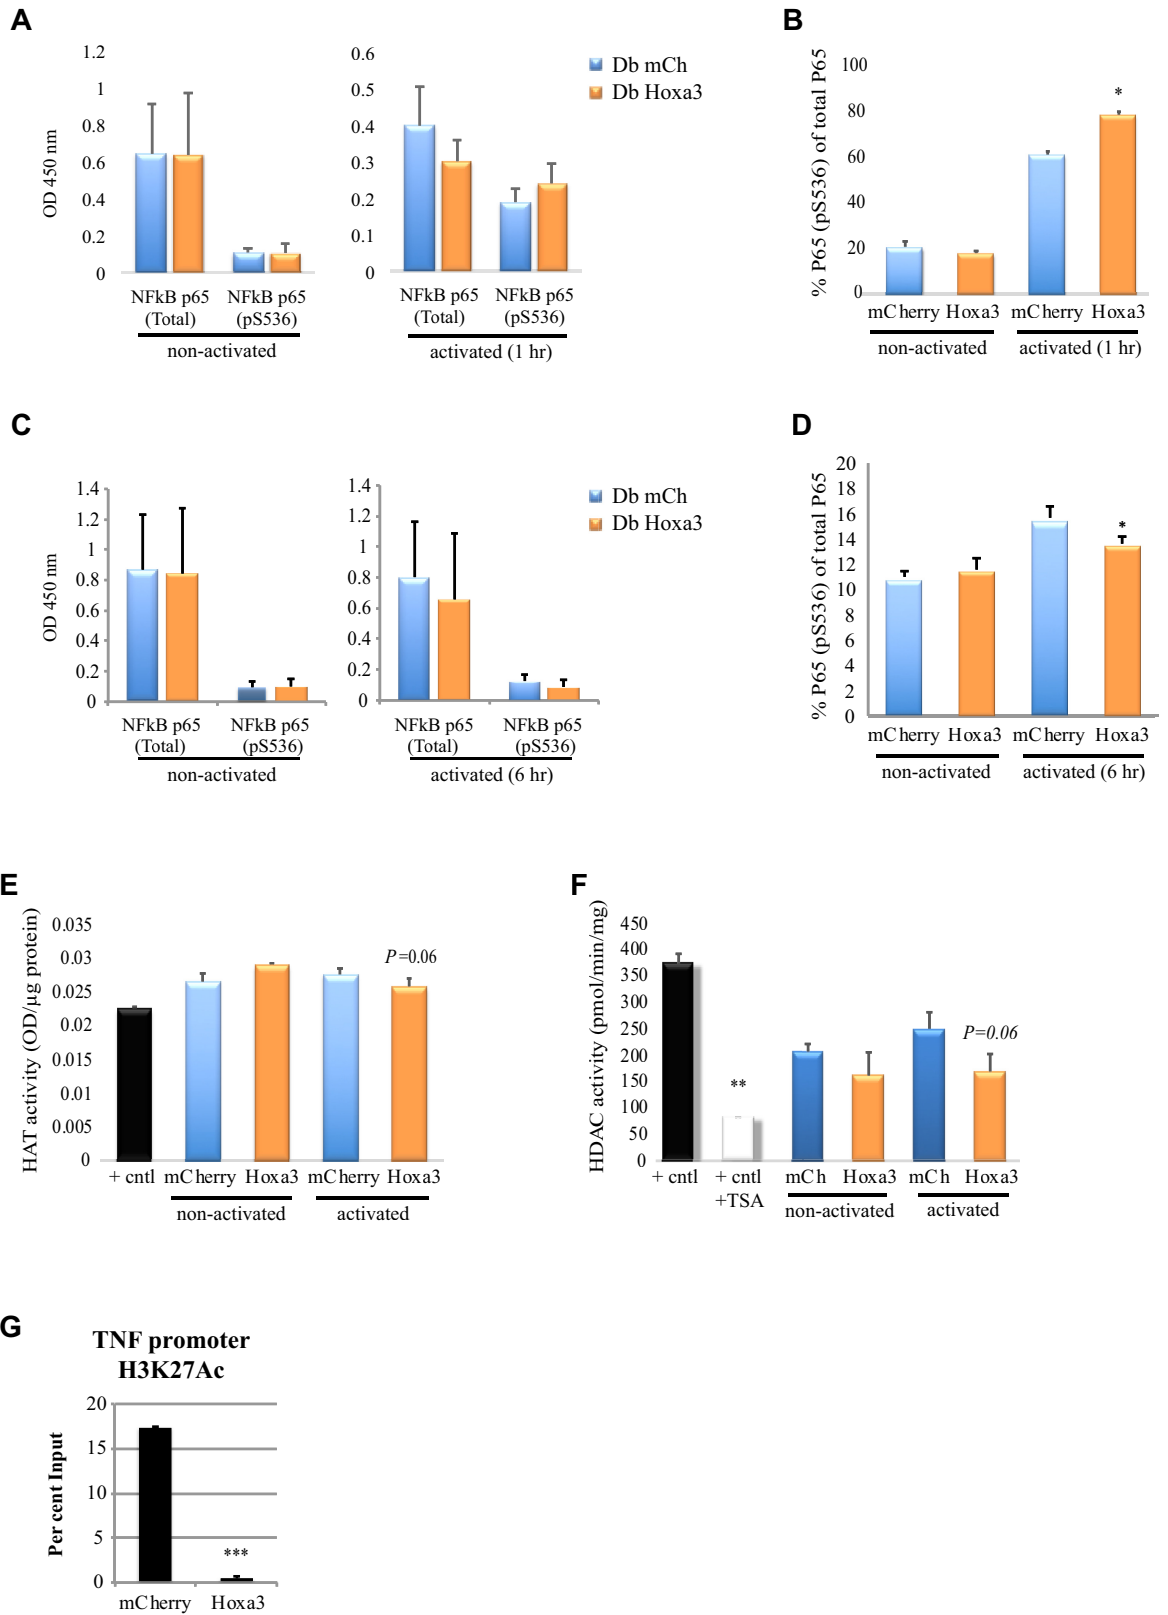 A
1.2
1
0.8
0.6
0.4
0.2
0
OD 450 nm
NFkB p65
(Total)
NFkB p65
(pS536)
non-activated
0.6
0.5
0.4
0.3
0.2
0.1
0
NFkB p65
(Total)
NFkB p65
(pS536)
activated (1 hr)
Db mCh
Db Hoxa3
B
% P65 (pS536) of total P65
100
80
60
40
20
0
*
mCherry Hoxa3
mCherry Hoxa3
non-activated
activated (1 hr)
C
OD 450 nm
1.4
1.2
1
0.8
0.6
0.4
0.2
0
NFkB p65
(Total)
NFkB p65
(pS536)
non-activated
1.4
1.2
1
0.8
0.6
0.4
0.2
0
NFkB p65
(Total)
NFkB p65
(pS536)
activated (6 hr)
Db mCh
Db Hoxa3
D
% P65 (pS536) of total P65
20
18
16
14
12
10
8
6
4
2
0
*
mCherry Hoxa3
mCherry Hoxa3
non-activated
activated (6 hr)
E
HAT activity (OD/µg protein)
0.035
0.03
0.025
0.02
0.015
0.01
0.005
0
P=0.06
+ cntl mCherry Hoxa3 mCherry Hoxa3
non-activated
activated
F
HDAC activity (pmol/min/mg)
450
400
350
300
250
200
150
100
50
0
**
P=0.06
+ cntl
+ cntl
+TSA
mCh Hoxa3
mCh Hoxa3
non-activated
activated
G
TNF promoter
H3K27Ac
Per cent Input
20
15
10
5
0
***
mCherry Hoxa3